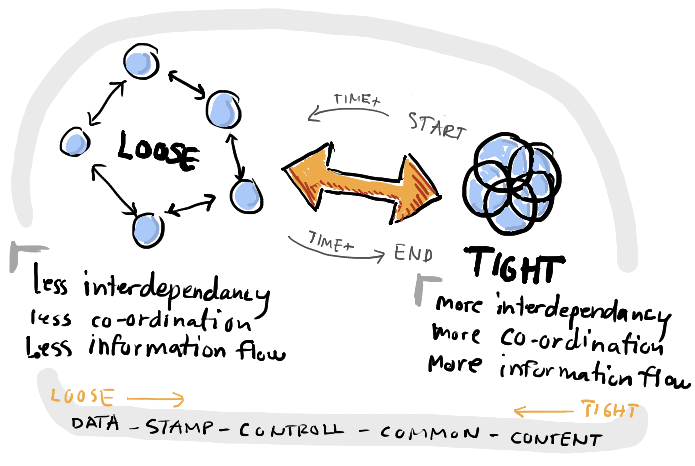 TIME+
START
LOOSE
TIME+
END
TIGHT
less interdependancy
less co-ordination
Less information flow
more interdependancy
more co-ordination
more information flow
LOOSE
TIGHT
DATA - STAMP - CONTROLL - COMMON - CONTENT